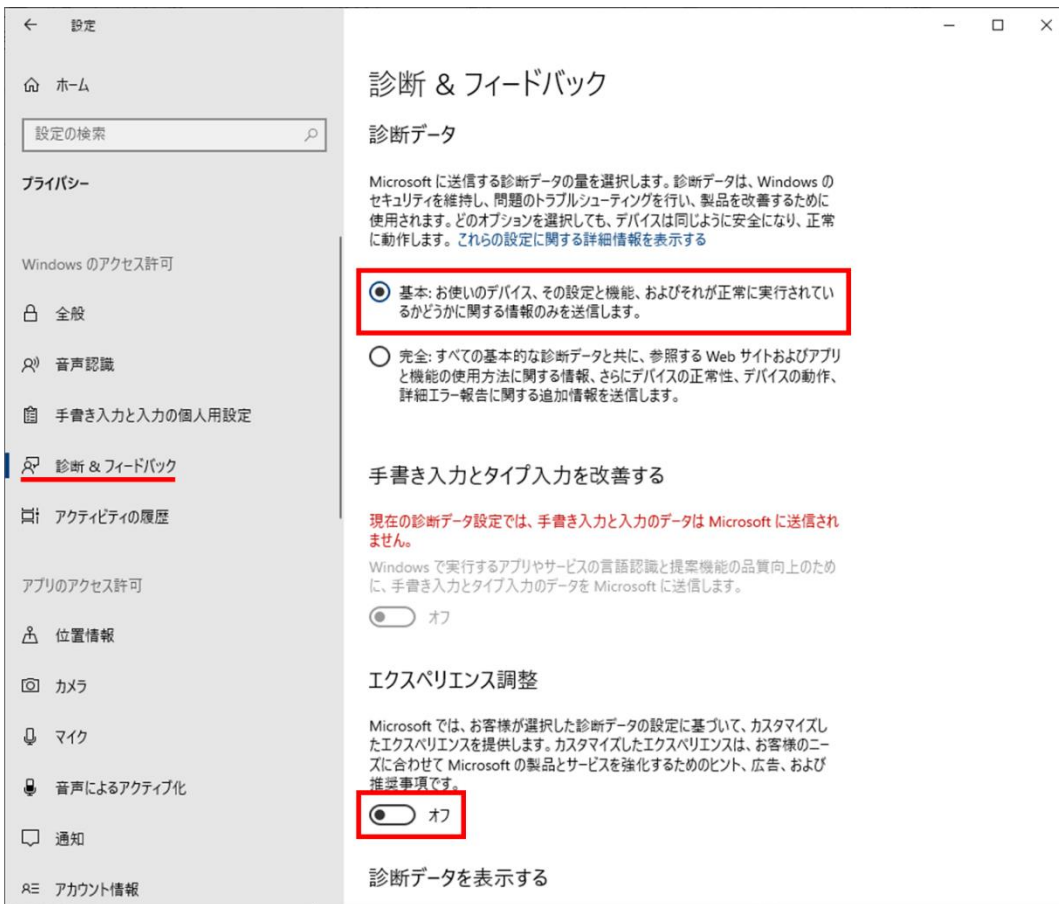 設定
ホーム
設定の検索
プライバシー
Windows のアクセス許可
全般
音声認識
手書き入力と入力の個人用設定
診断 & フィードバック
アクティビティの履歴
アプリのアクセス許可
位置情報
カメラ
マイク
音声によるアクティブ化
通知
アカウント情報
診断 & フィードバック
診断データ
Microsoft に送信する診断データの量を選択します。診断データは、Windows の
セキュリティを維持し、問題のトラブルシューティングを行い、製品を改善するために
使用されます。どのオプションを選択しても、デバイスは同じように安全になり、正常
に動作します。これらの設定に関する詳細情報を表示する
基本: お使いのデバイス、その設定と機能、およびそれが正常に実行されてい
るかどうかに関する情報のみを送信します。
完全: すべての基本的な診断データと共に、参照する Web サイトおよびアプリ
と機能の使用方法に関する情報、さらにデバイスの正常性、デバイスの動作、
詳細エラー報告に関する追加情報を送信します。
手書き入力とタイプ入力を改善する
現在の診断データ設定では、手書き入力と入力のデータは Microsoft に送信され
ません。
Windows で実行するアプリやサービスの言語認識と提案機能の品質向上のため
に、手書き入力とタイプ入力のデータを Microsoft に送信します。
オフ
エクスペリエンス調整
Microsoft では、お客様が選択した診断データの設定に基づいて、カスタマイズし
たエクスペリエンスを提供します。カスタマイズしたエクスペリエンスは、お客様のニー
ズに合わせて Microsoft の製品とサービスを強化するためのヒント、広告、および
推奨事項です。
オフ
診断データを表示する